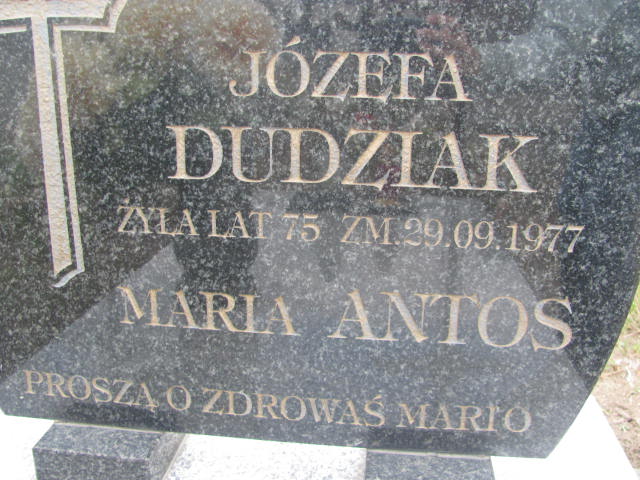 JÓZEFA
DUDZIAK
ŻYŁA LAT 75 ZM.29.09.1977
MARIA ANTOS
PROSZĄ O ZDROWAŚ MARIO